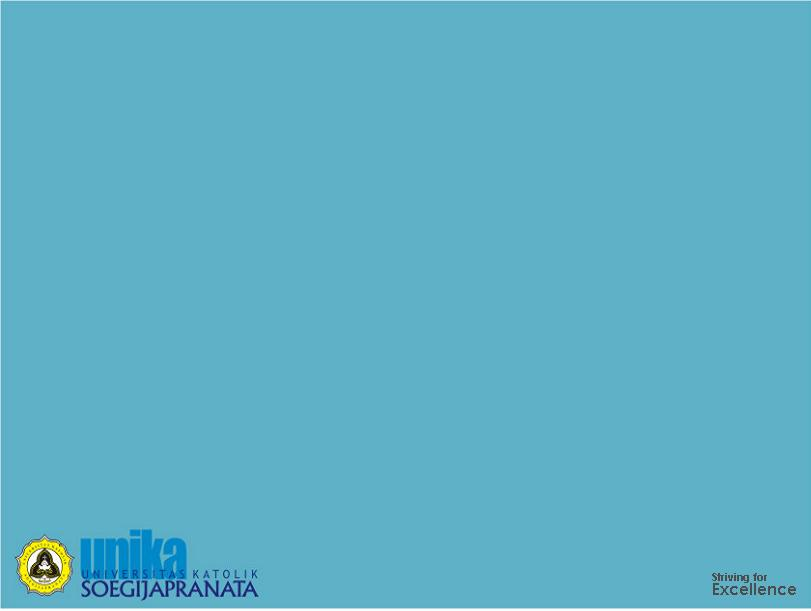 unika
UNIVERSITAS KATOLIK
SOEGIJAPRANATA
Striving for
Excellence